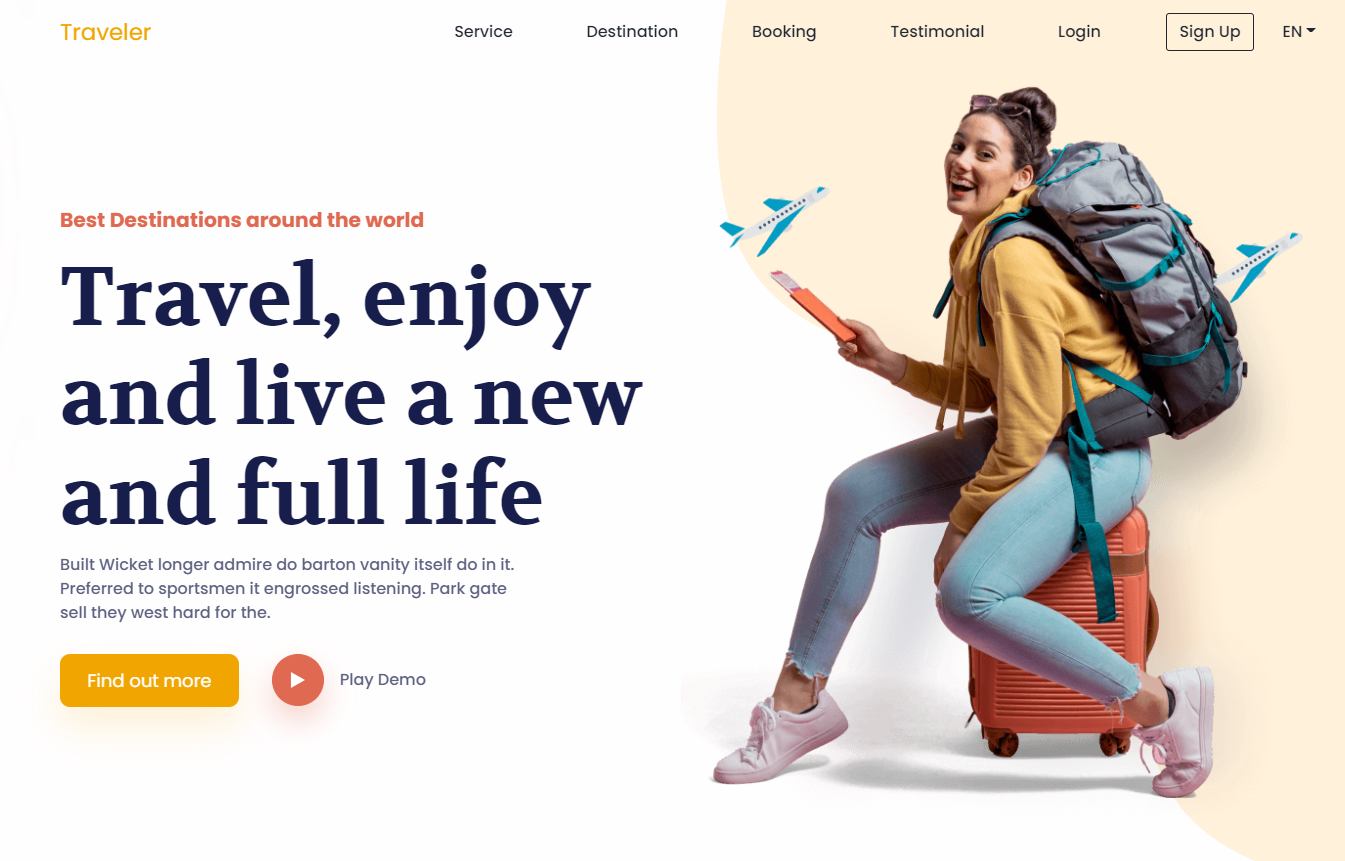 Traveler
Service
Destination
Booking
Testimonial
Login
Sign Up
EN
Best Destinations around the world
Travel, enjoy
and live a new
and full life
Built Wicket longer admire do barton vanity itself do in it.
Preferred to sportsmen it engrossed listening. Park gate
sell they west hard for the.
Find out more
Play Demo